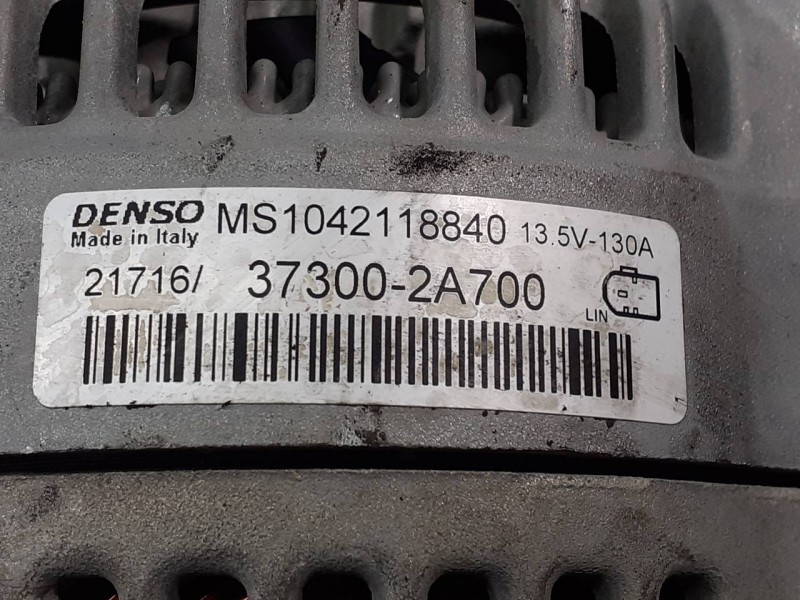 DENSO MS1042118840 13.5V-130A
Made in Italy
21716/ 37300-2A700
LIN